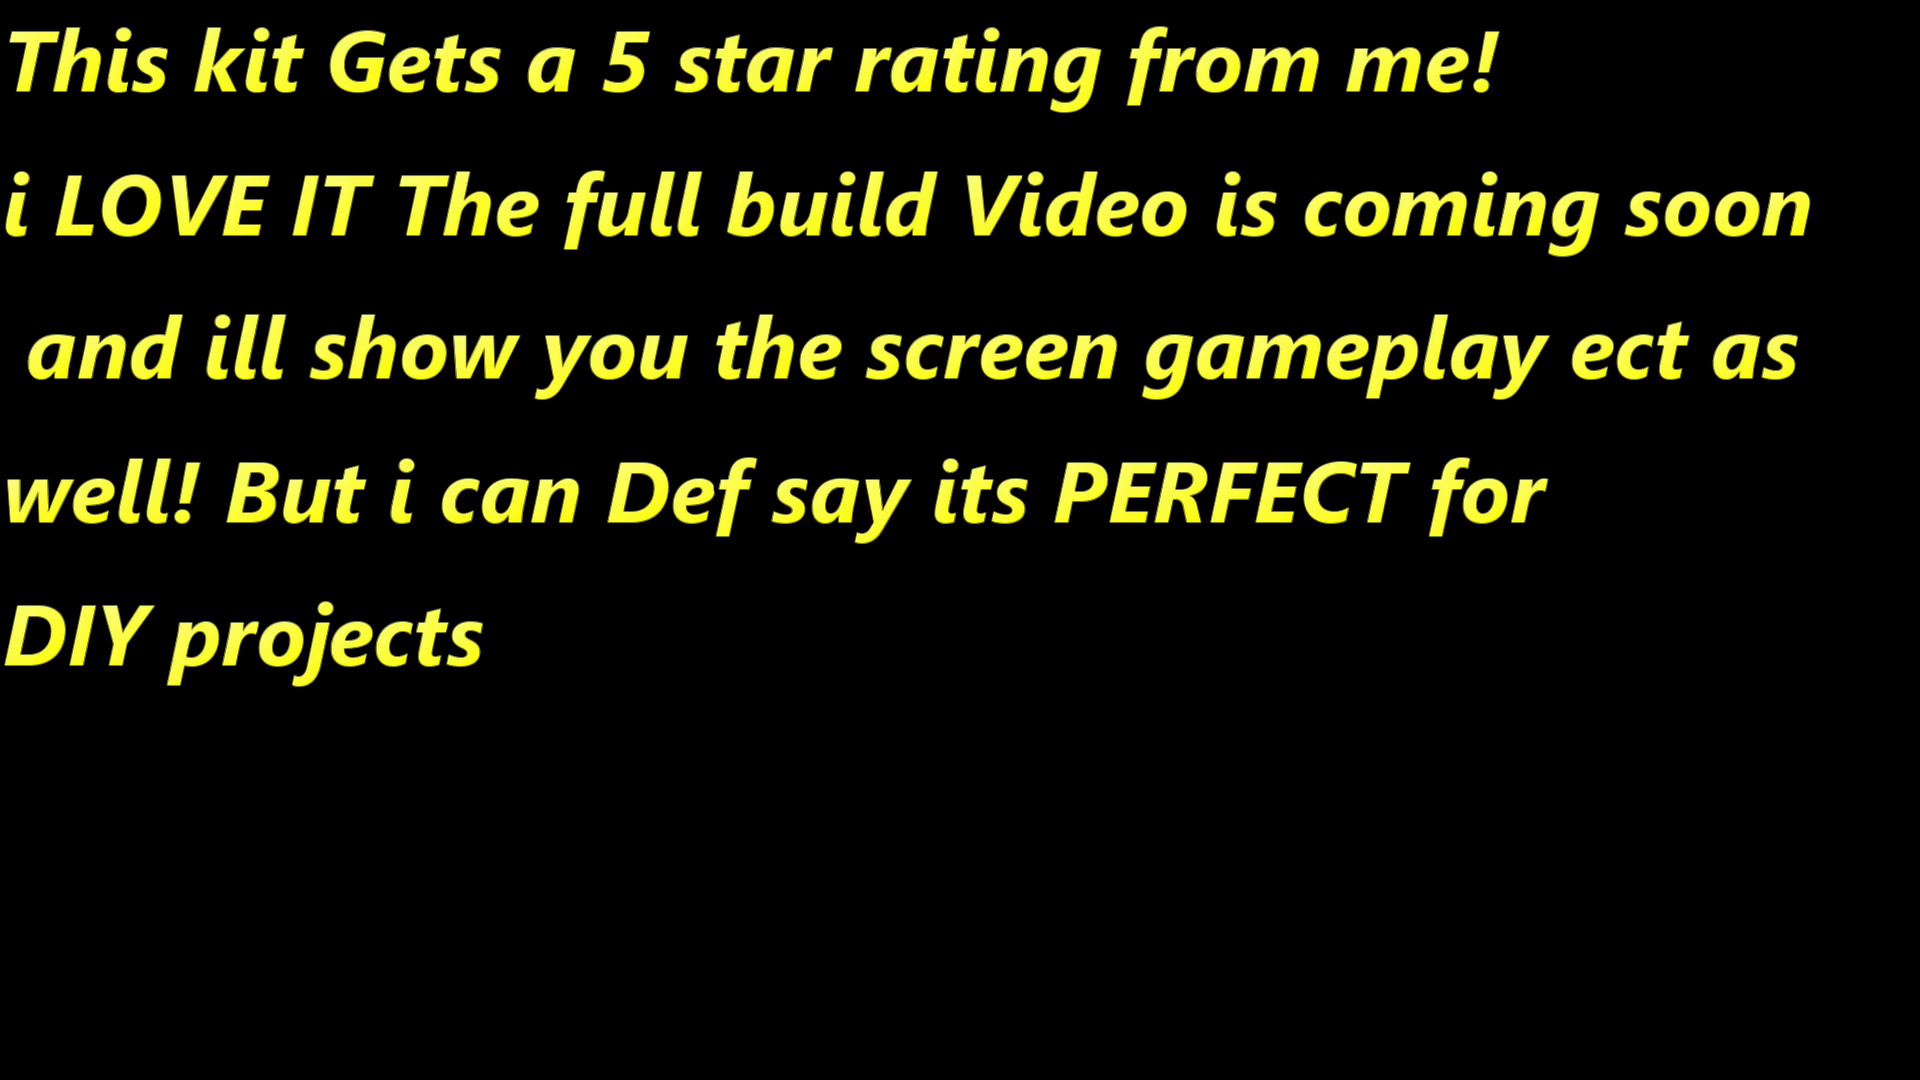 This kit Gets a 5 star rating from me!
i LOVE IT The full build Video is coming soon
and ill show you the screen gameplay ect as
well! But i can Def say its PERFECT for
DIY projects